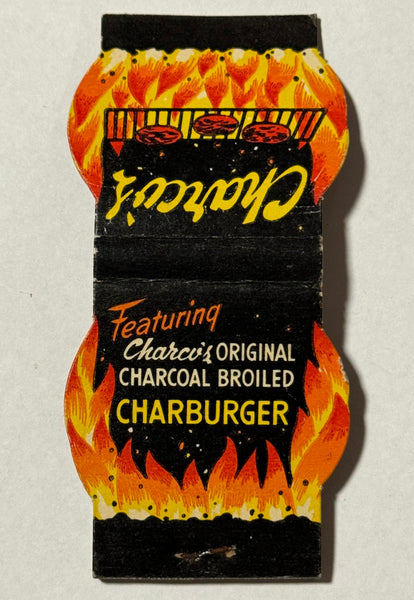 Charco's
Featuring
Charco's ORIGINAL
CHARCOAL BROILED
CHARBURGER